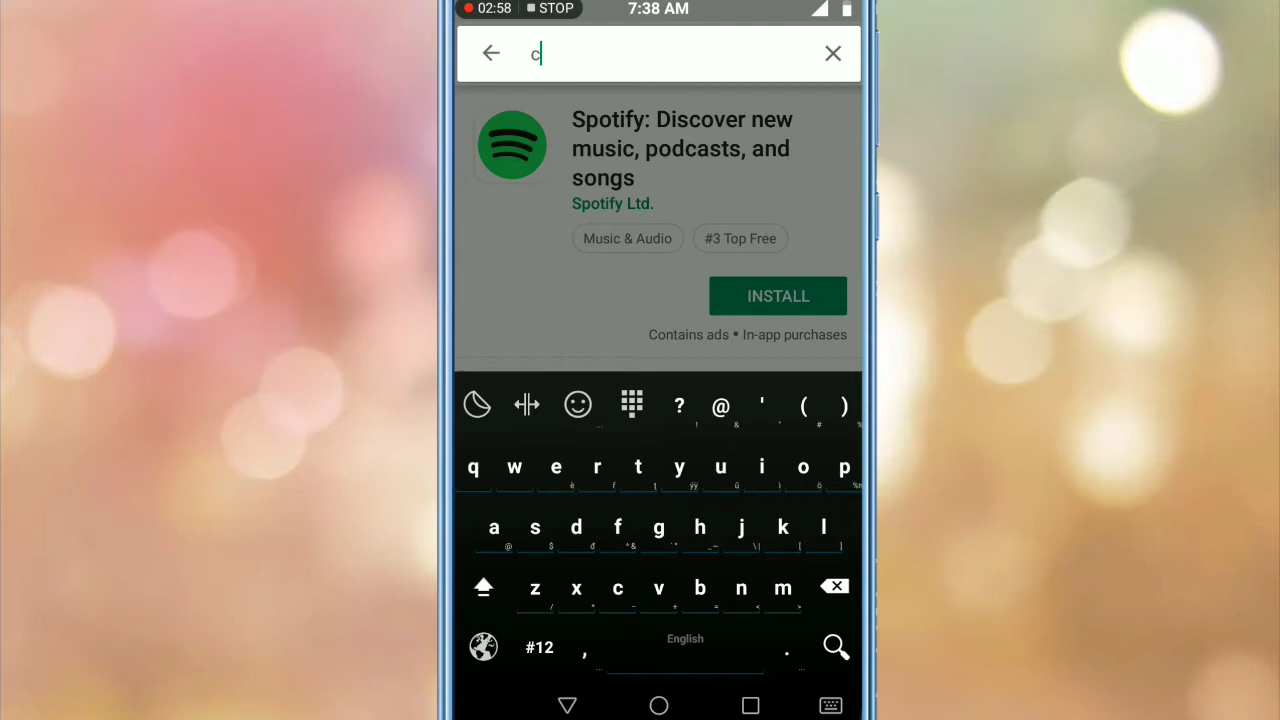 02:58 STOP 7:38 AM
c
Spotify: Discover new
music, podcasts, and
songs
Spotify Ltd.
Music & Audio #3 Top Free
INSTALL
Contains ads • In-app purchases
? @ ' ( )
q w e r t y u i o p
a s d f g h j k l
z x c v b n m
#12 , English .